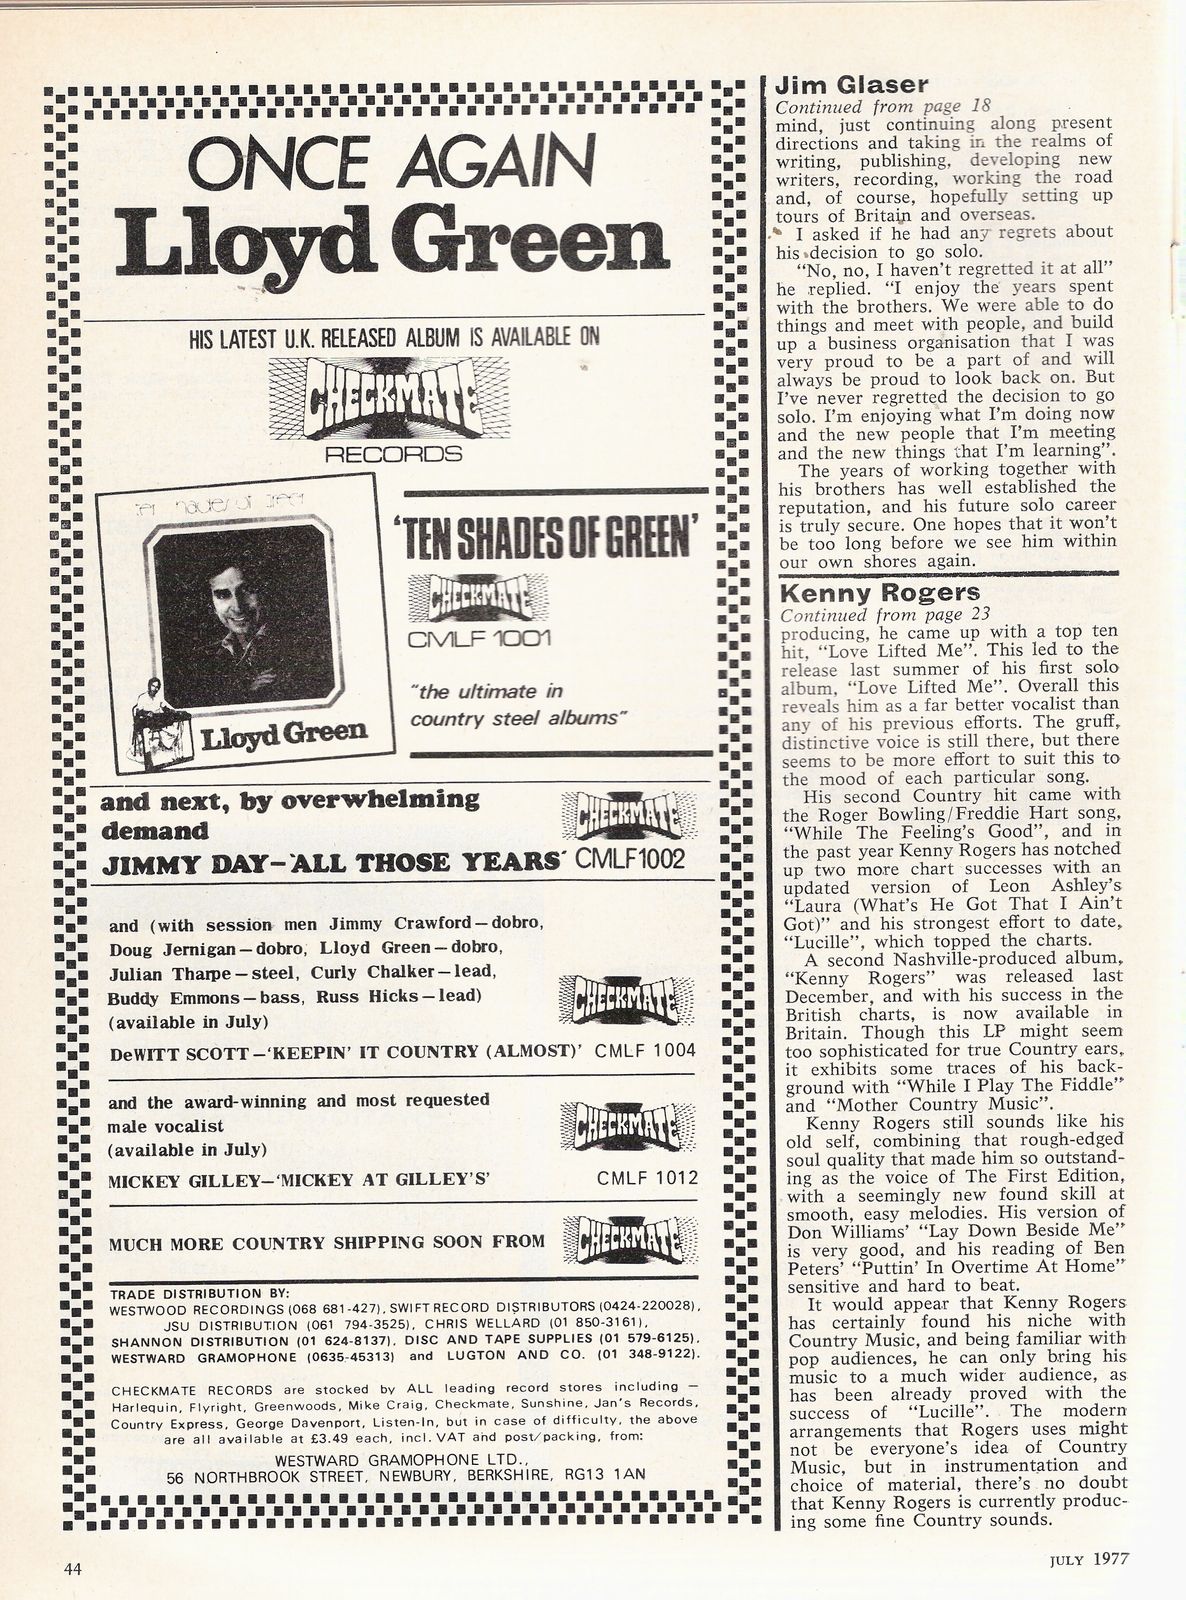 ONCE AGAIN
Lloyd Green
HIS LATEST U.K. RELEASED ALBUM IS AVAILABLE ON
CHECKMATE
RECORDS
Lloyd Green
'TEN SHADES OF GREEN'
CHECKMATE
CMLF 1001
"the ultimate in
country steel albums"
and next, by overwhelming
demand
CHECKMATE
JIMMY DAY–'ALL THOSE YEARS' CMLF1002
and (with session men Jimmy Crawford – dobro,
Doug Jernigan – dobro, Lloyd Green – dobro,
Julian Tharpe – steel, Curly Chalker – lead,
Buddy Emmons – bass, Russ Hicks – lead)
(available in July)
CHECKMATE
DeWITT SCOTT –'KEEPIN' IT COUNTRY (ALMOST)' CMLF 1004
and the award-winning and most requested
male vocalist
(available in July)
CHECKMATE
MICKEY GILLEY–'MICKEY AT GILLEY'S' CMLF 1012
MUCH MORE COUNTRY SHIPPING SOON FROM
CHECKMATE
TRADE DISTRIBUTION BY:
WESTWOOD RECORDINGS (068 681-427), SWIFT RECORD DISTRIBUTORS (0424-220028),
JSU DISTRIBUTION (061 794-3525), CHRIS WELLARD (01 850-3161),
SHANNON DISTRIBUTION (01 624-8137), DISC AND TAPE SUPPLIES (01 579-6125),
WESTWARD GRAMOPHONE (0635-45313) and LUGTON AND CO. (01 348-9122).
CHECKMATE RECORDS are stocked by ALL leading record stores including –
Harlequin, Flyright, Greenwoods, Mike Craig, Checkmate, Sunshine, Jan's Records,
Country Express, George Davenport, Listen-In, but in case of difficulty, the above
are all available at £3.49 each, incl. VAT and post/packing, from:
WESTWARD GRAMOPHONE LTD.,
56 NORTHBROOK STREET, NEWBURY, BERKSHIRE, RG13 1AN
Jim Glaser
Continued from page 18
mind, just continuing along present
directions and taking in the realms of
writing, publishing, developing new
writers, recording, working the road
and, of course, hopefully setting up
tours of Britain and overseas.
I asked if he had any regrets about
his decision to go solo.
"No, no, I haven't regretted it at all"
he replied. "I enjoy the years spent
with the brothers. We were able to do
things and meet with people, and build
up a business organisation that I was
very proud to be a part of and will
always be proud to look back on. But
I've never regretted the decision to go
solo. I'm enjoying what I'm doing now
and the new people that I'm meeting
and the new things that I'm learning".
The years of working together with
his brothers has well established the
reputation, and his future solo career
is truly secure. One hopes that it won't
be too long before we see him within
our own shores again.
Kenny Rogers
Continued from page 23
producing, he came up with a top ten
hit, "Love Lifted Me". This led to the
release last summer of his first solo
album, "Love Lifted Me". Overall this
reveals him as a far better vocalist than
any of his previous efforts. The gruff,
distinctive voice is still there, but there
seems to be more effort to suit this to
the mood of each particular song.
His second Country hit came with
the Roger Bowling/Freddie Hart song,
"While The Feeling's Good", and in
the past year Kenny Rogers has notched
up two more chart successes with an
updated version of Leon Ashley's
"Laura (What's He Got That I Ain't
Got)" and his strongest effort to date,
"Lucille", which topped the charts.
A second Nashville-produced album,
"Kenny Rogers" was released last
December, and with his success in the
British charts, is now available in
Britain. Though this LP might seem
too sophisticated for true Country ears,
it exhibits some traces of his back-
ground with "While I Play The Fiddle"
and "Mother Country Music".
Kenny Rogers still sounds like his
old self, combining that rough-edged
soul quality that made him so outstand-
ing as the voice of The First Edition,
with a seemingly new found skill at
smooth, easy melodies. His version of
Don Williams' "Lay Down Beside Me"
is very good, and his reading of Ben
Peters' "Puttin' In Overtime At Home"
sensitive and hard to beat.
It would appear that Kenny Rogers
has certainly found his niche with
Country Music, and being familiar with
pop audiences, he can only bring his
music to a much wider audience, as
has been already proved with the
success of "Lucille". The modern
arrangements that Rogers uses might
not be everyone's idea of Country
Music, but in instrumentation and
choice of material, there's no doubt
that Kenny Rogers is currently produc-
ing some fine Country sounds.
44
JULY 1977